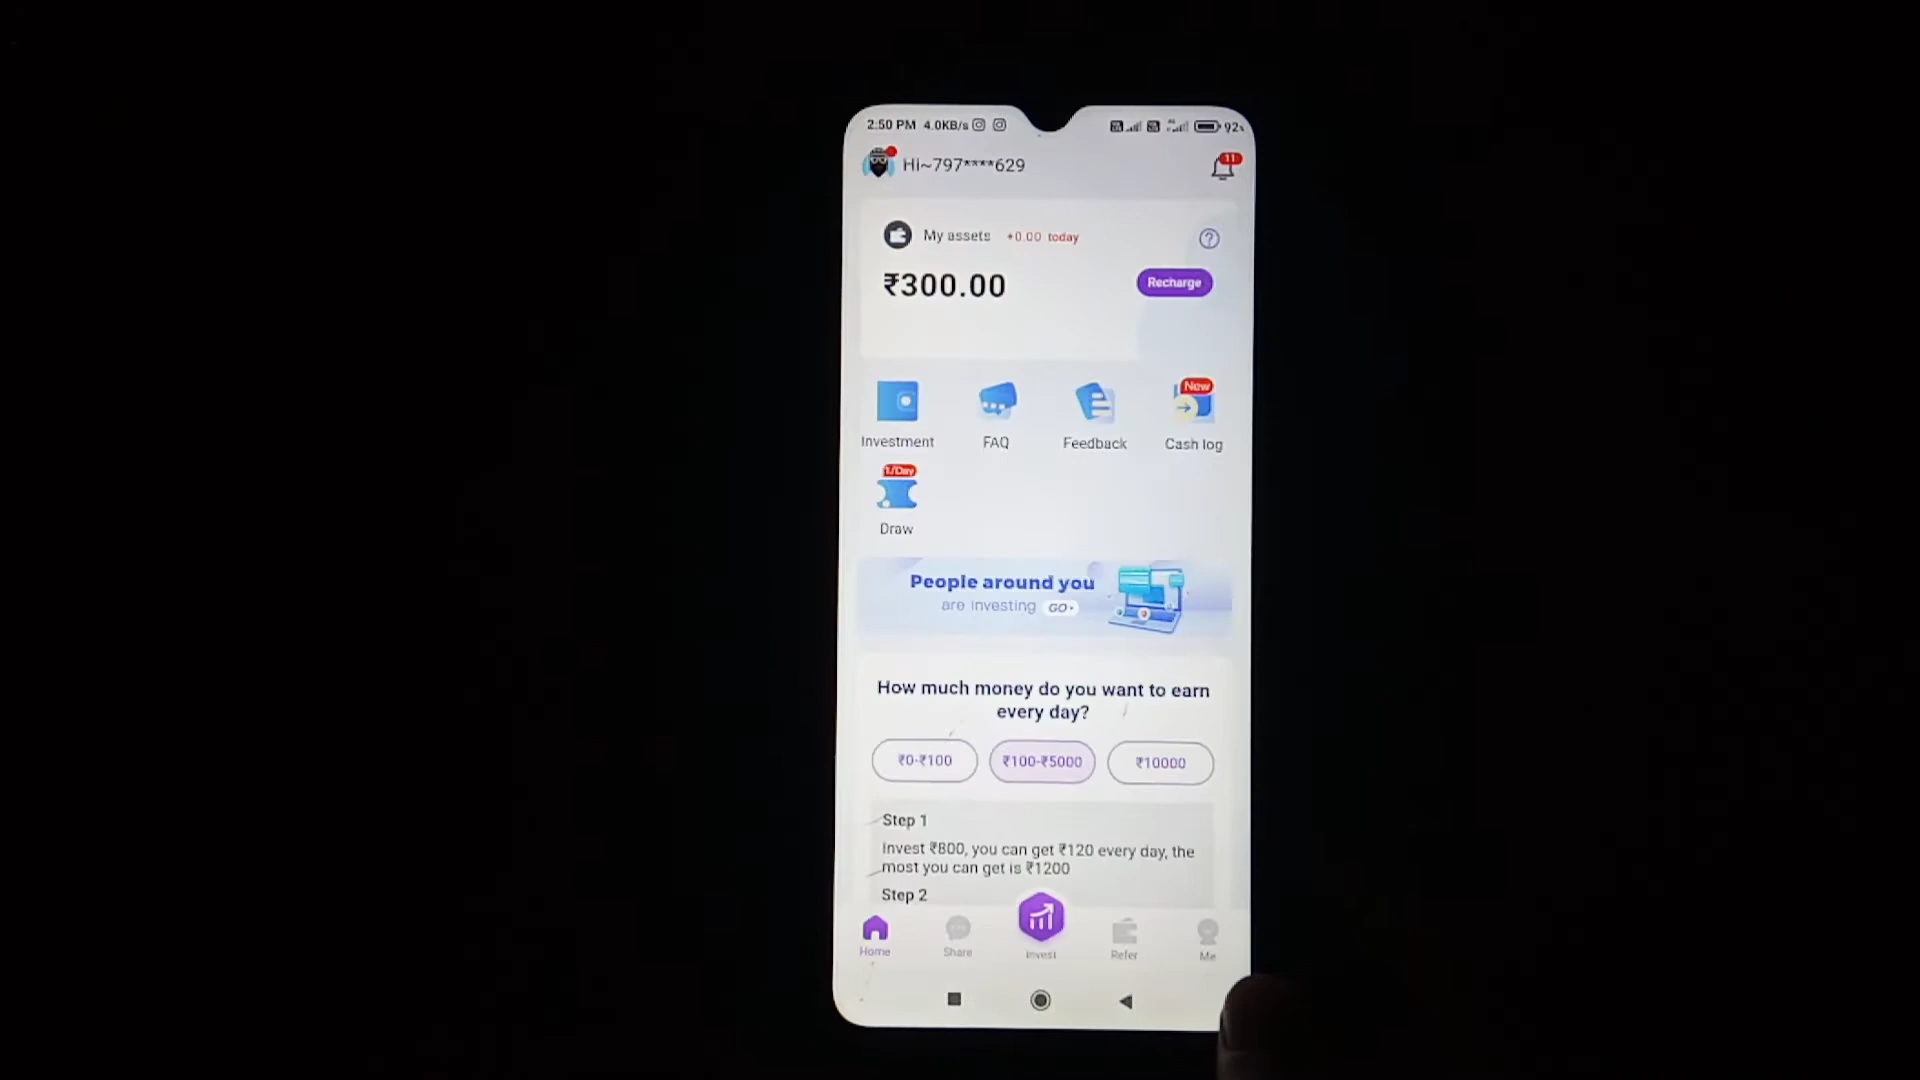 2:50 PM 4.0KB/s 92%
Hi~797****629
11
My assets +0.00 today
₹300.00
Recharge
New
Investment FAQ Feedback Cash log
1/Day
Draw
People around you
are investing GO
How much money do you want to earn
every day?
₹0-₹100 ₹100-₹5000 ₹10000
Step 1
Invest ₹800, you can get ₹120 every day, the
most you can get is ₹1200
Step 2
Home Share Invest Refer Me